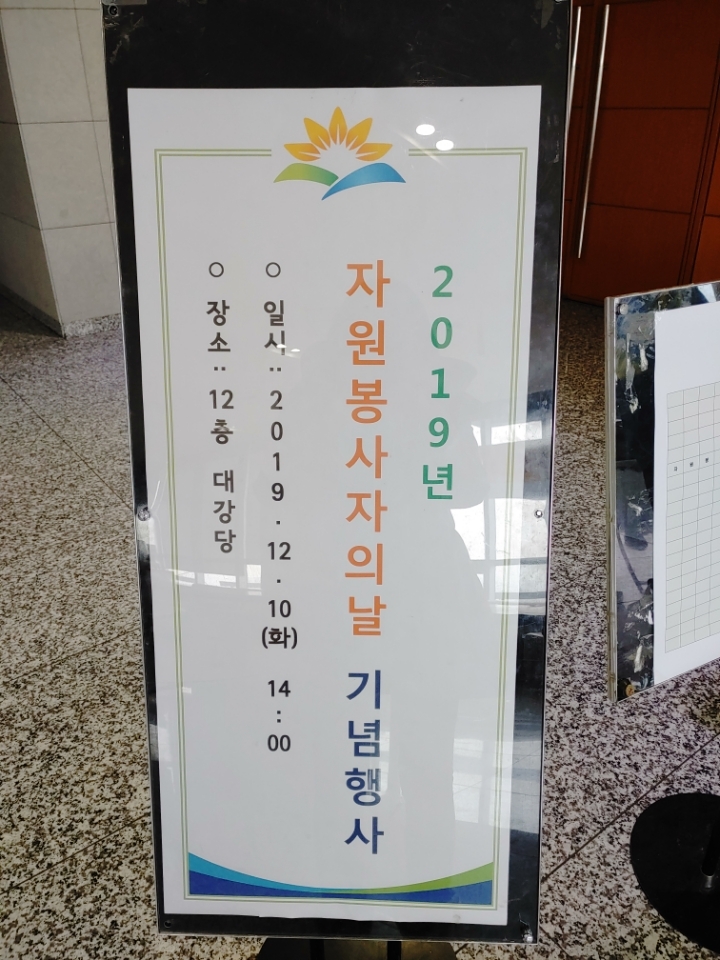 2019년
자원봉사자의날 기념행사
○ 일시 : 2019. 12. 10(화) 14:00
○ 장소 : 12층 대강당